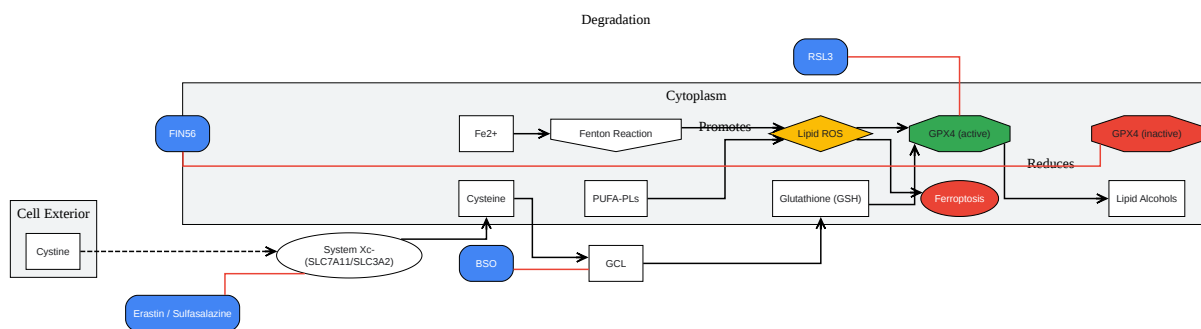 Degradation
RSL3
Cytoplasm
FIN56
Fe2+
Fenton Reaction
Promotes
Lipid ROS
GPX4 (active)
GPX4 (inactive)
Reduces
Cysteine
PUFA-PLs
Glutathione (GSH)
Ferroptosis
Lipid Alcohols
Cell Exterior
Cystine
System Xc-
(SLC7A11/SLC3A2)
BSO
GCL
Erastin / Sulfasalazine